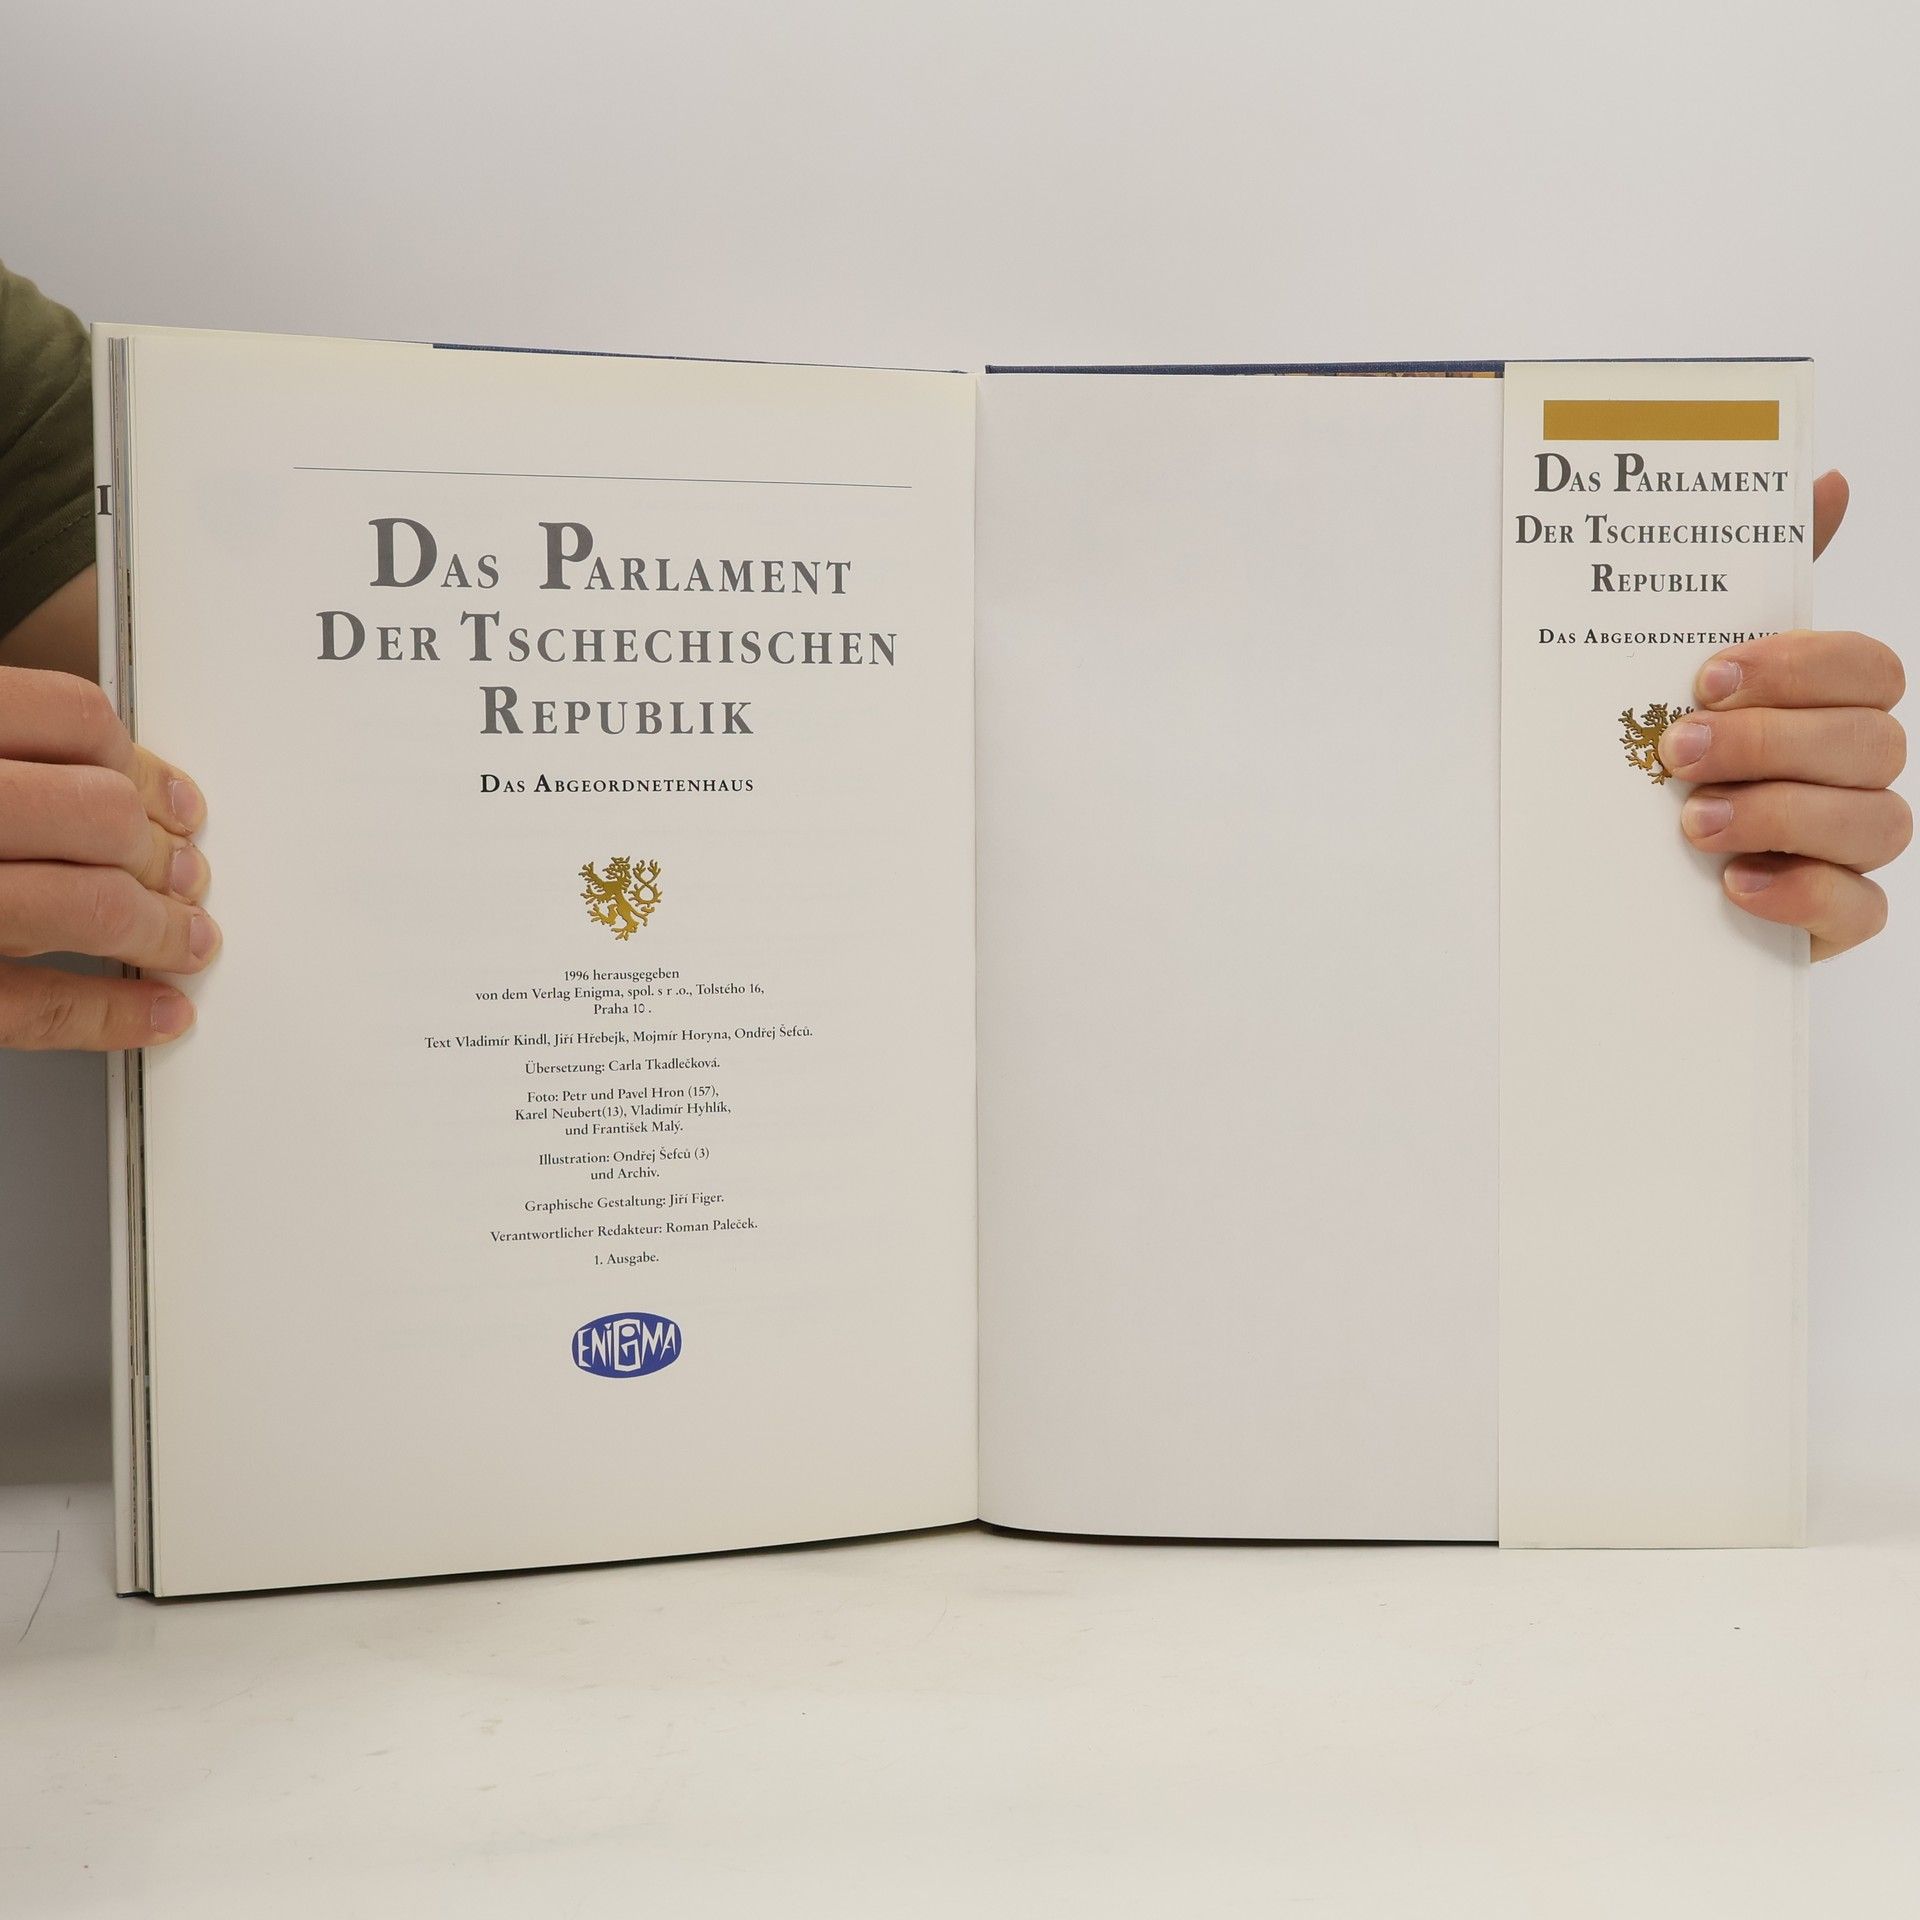 DAS PARLAMENT
DER TSCHECHISCHEN
REPUBLIK
DAS ABGEORDNETENHAUS
1996 herausgegeben
von dem Verlag Enigma, spol. s r .o., Tolstého 16,
Praha 10 .
Text Vladimír Kindl, Jiří Hřebejk, Mojmír Horyna, Ondřej Šefců.
Übersetzung: Carla Tkadlečková.
Foto: Petr und Pavel Hron (157),
Karel Neubert(13), Vladimír Hyhlík,
und František Malý.
Illustration: Ondřej Šefců (3)
und Archiv.
Graphische Gestaltung: Jiří Figer.
Verantwortlicher Redakteur: Roman Paleček.
1. Ausgabe.
ENiGMA
DAS PARLAMENT
DER TSCHECHISCHEN
REPUBLIK
DAS ABGEORDNETENHAUS